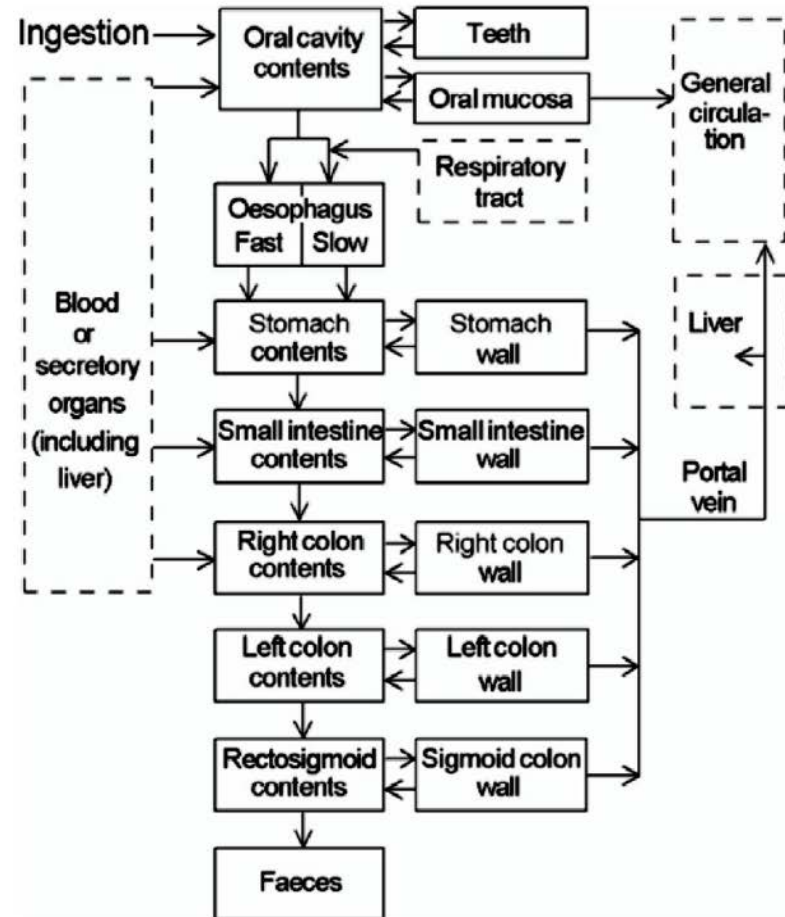 Ingestion
Oral cavity
contents
Teeth
Oral mucosa
General
circula-
tion
Respiratory
tract
Oesophagus
Fast
Slow
Blood
or
secretory
organs
(including
liver)
Stomach
contents
Stomach
wall
Liver
Small intestine
contents
Small intestine
wall
Portal
vein
Right colon
contents
Right colon
wall
Left colon
contents
Left colon
wall
Rectosigmoid
contents
Sigmoid colon
wall
Faeces